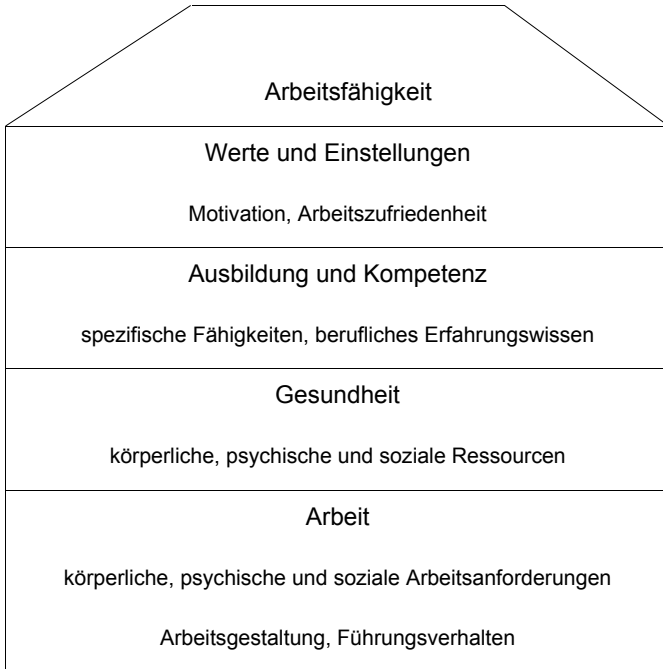 Arbeitsfähigkeit
Werte und Einstellungen
Motivation, Arbeitszufriedenheit
Ausbildung und Kompetenz
spezifische Fähigkeiten, berufliches Erfahrungswissen
Gesundheit
körperliche, psychische und soziale Ressourcen
Arbeit
körperliche, psychische und soziale Arbeitsanforderungen
Arbeitsgestaltung, Führungsverhalten